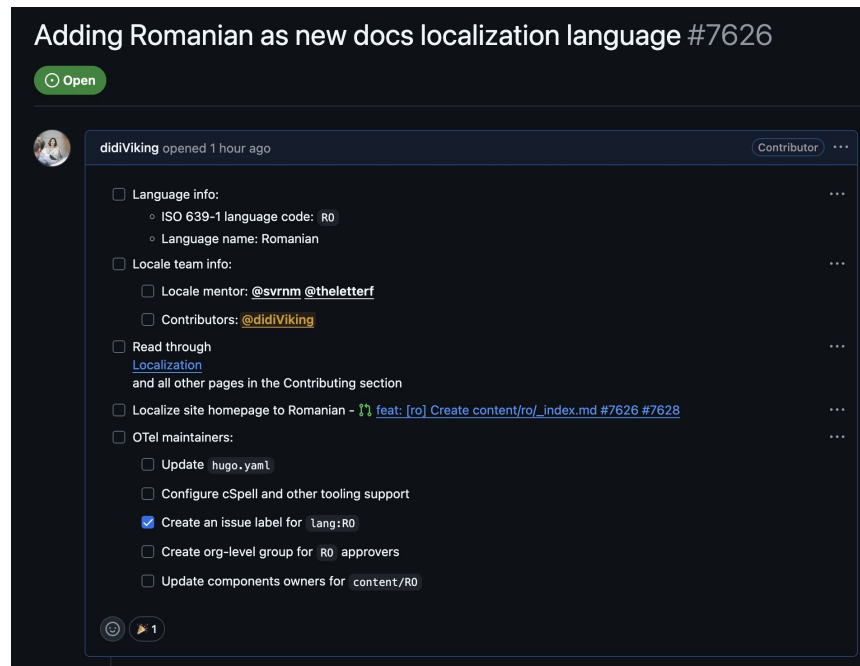 Adding Romanian as new docs localization language #7626
Open
didiViking opened 1 hour ago Contributor
Language info:
ISO 639-1 language code: RO
Language name: Romanian
Locale team info:
Locale mentor: @svrnm @theletterf
Contributors: @didiViking
Read through
Localization
and all other pages in the Contributing section
Localize site homepage to Romanian - feat: [ro] Create content/ro/_index.md #7626 #7628
OTel maintainers:
Update hugo.yaml
Configure cSpell and other tooling support
Create an issue label for lang:RO
Create org-level group for RO approvers
Update components owners for content/RO
1